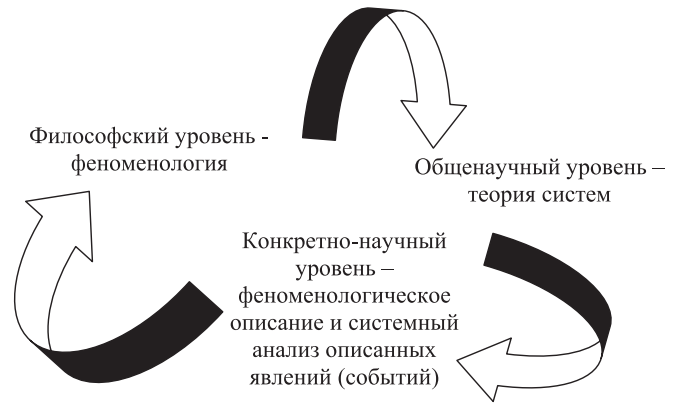 Философский уровень -
феноменология
Общенаучный уровень –
теория систем
Конкретно-научный
уровень –
феноменологическое
описание и системный
анализ описанных
явлений (событий)